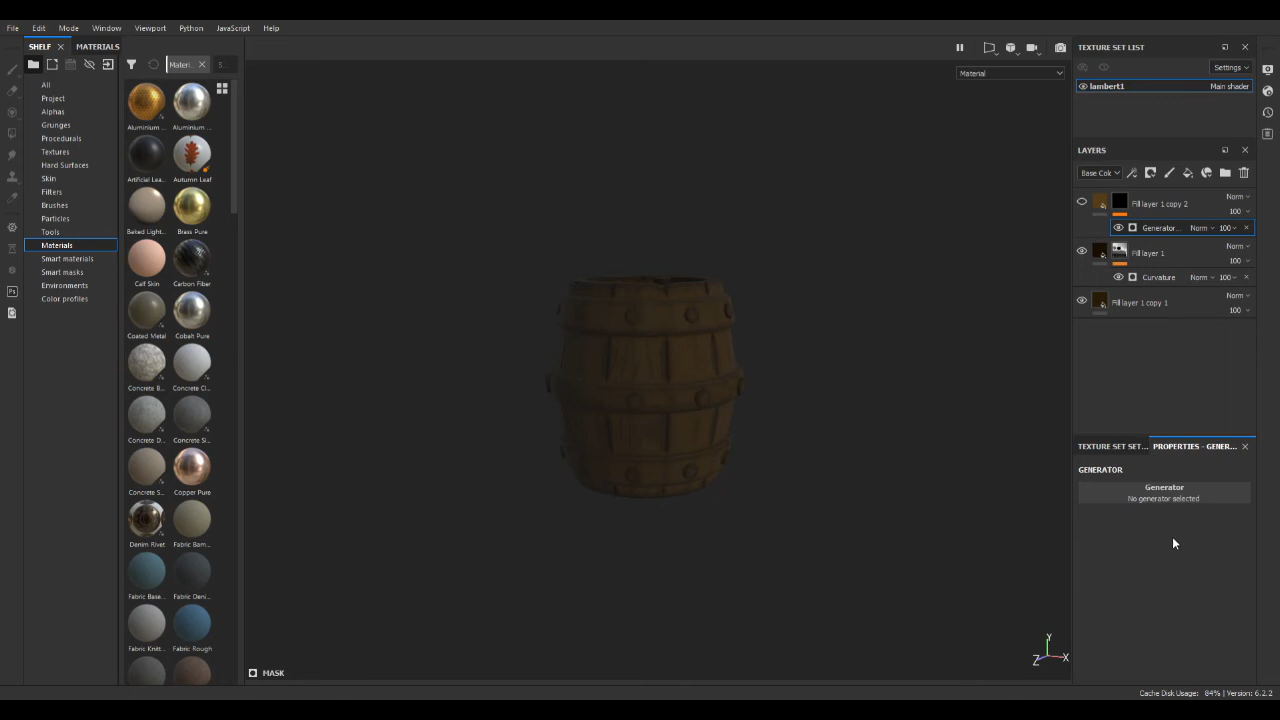 File Edit Mode Window Viewport Python JavaScript Help
SHELF MATERIALS
Materi... S...
All
Project
Alphas
Grunges
Procedurals
Textures
Hard Surfaces
Skin
Filters
Brushes
Particles
Tools
Materials
Smart materials
Smart masks
Environments
Color profiles
Aluminium ... Aluminium ...
Artificial Lea... Autumn Leaf
Baked Light... Brass Pure
Calf Skin Carbon Fiber
Coated Metal Cobalt Pure
Concrete B... Concrete Cl...
Concrete D... Concrete Si...
Concrete S... Copper Pure
Denim Rivet Fabric Bam...
Fabric Base... Fabric Deni...
Fabric Knitt... Fabric Rough
Material
MASK
Y
Z X
TEXTURE SET LIST
Settings
lambert1 Main shader
LAYERS
Base Col
Norm
Fill layer 1 copy 2
100
Generator... Norm 100
Norm
Fill layer 1
100
Curvature Norm 100
Norm
Fill layer 1 copy 1
100
TEXTURE SET SET... PROPERTIES - GENER...
GENERATOR
Generator
No generator selected
Cache Disk Usage: 84% | Version: 6.2.2